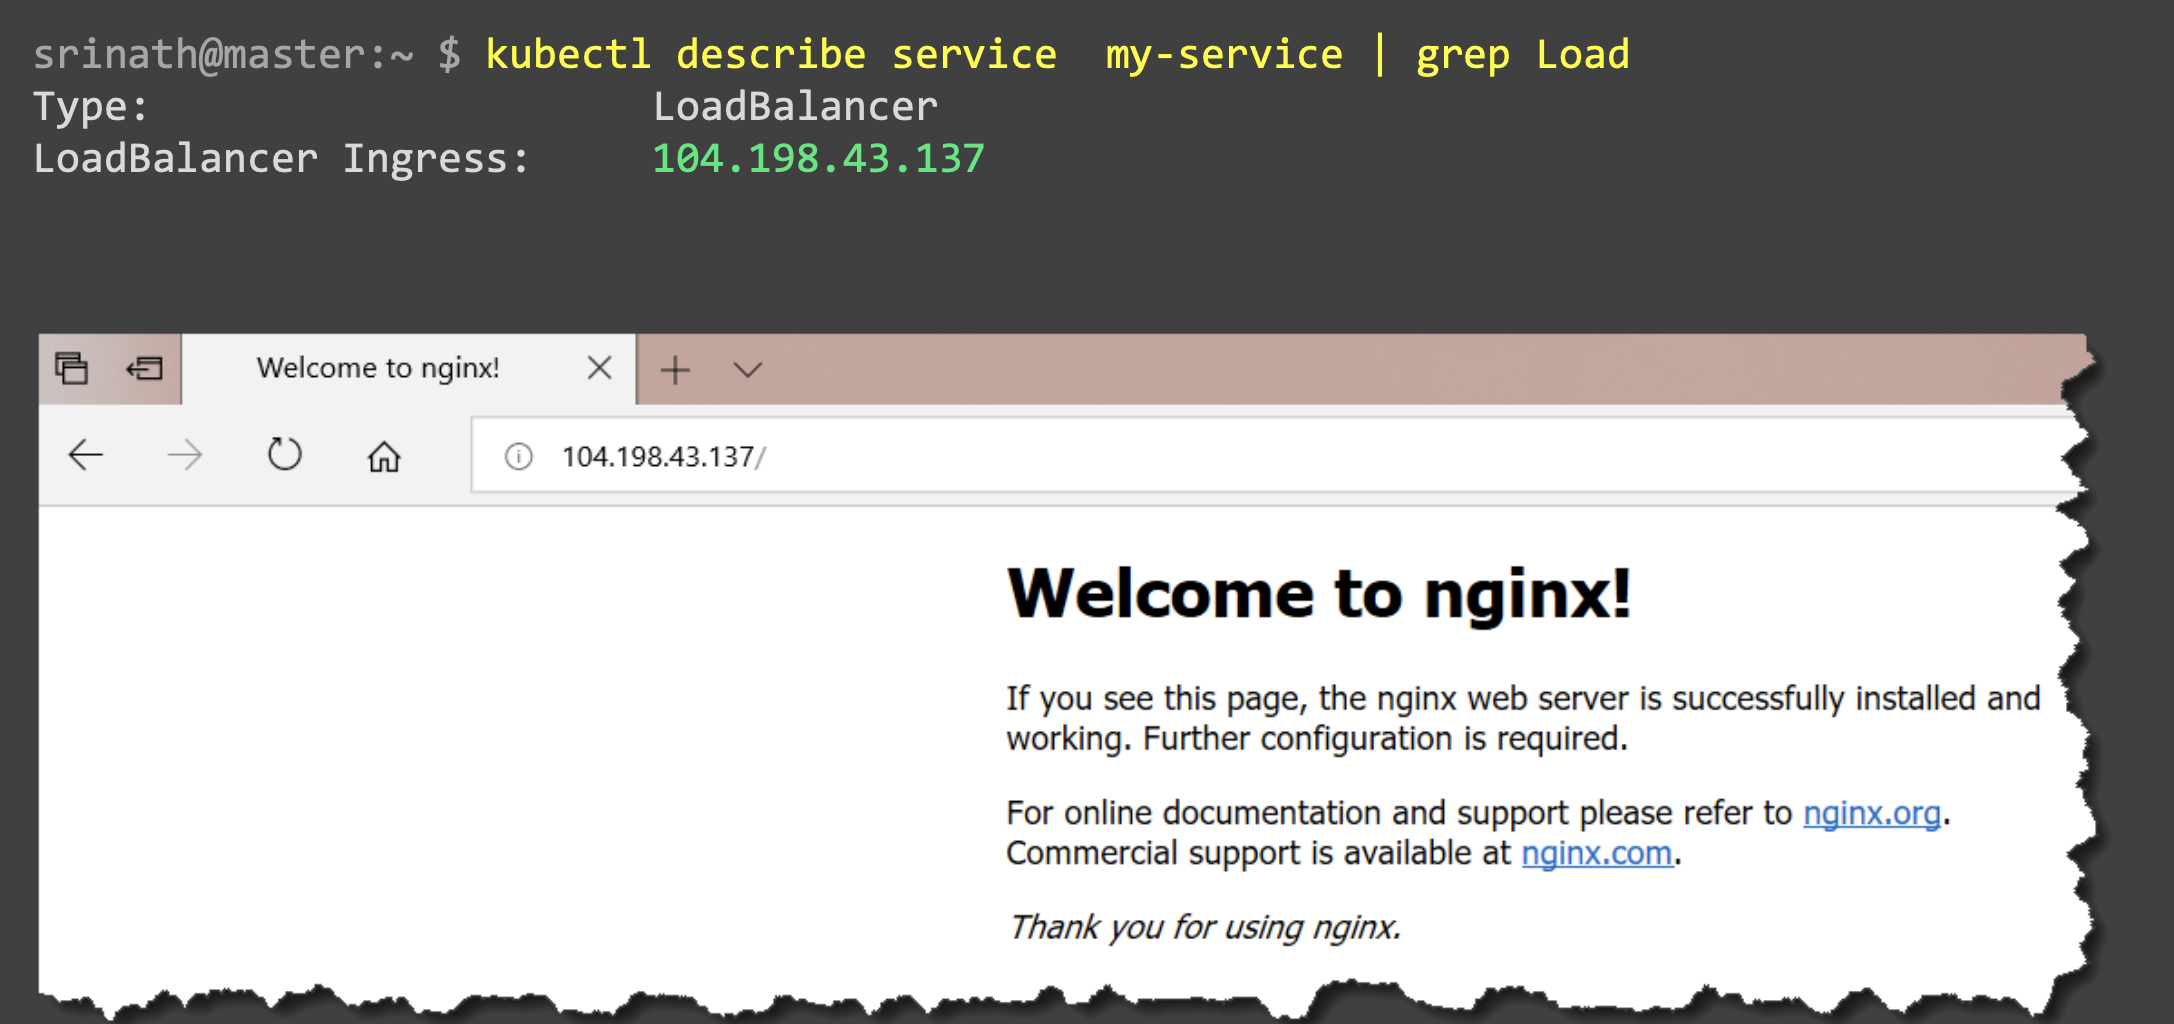 srinath@master:~ $ kubectl describe service  my-service | grep Load
Type:                     LoadBalancer
LoadBalancer Ingress:     104.198.43.137
Welcome to nginx!
104.198.43.137/
Welcome to nginx!
If you see this page, the nginx web server is successfully installed and
working. Further configuration is required.
For online documentation and support please refer to nginx.org.
Commercial support is available at nginx.com.
Thank you for using nginx.